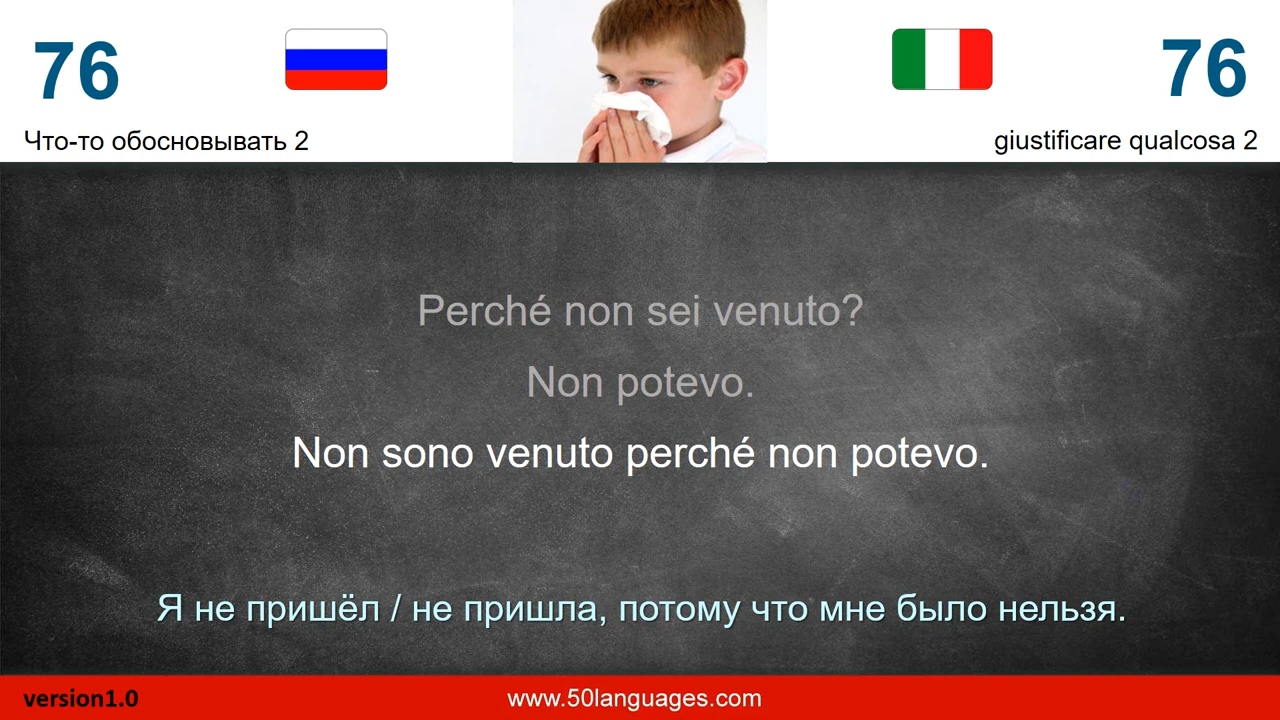 76
76
Что-то обосновывать 2
giustificare qualcosa 2
Perché non sei venuto?
Non potevo.
Non sono venuto perché non potevo.
Я не пришёл / не пришла, потому что мне было нельзя.
version1.0
www.50languages.com